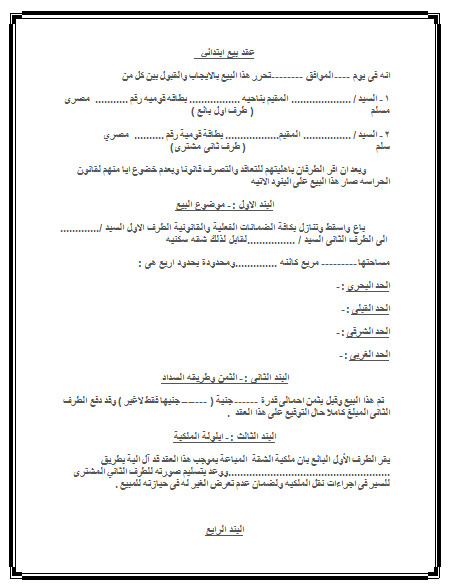 عقد بيع ابتدائى
انه فى يوم ---- الموافق --------تحرر هذا البيع بالايجاب والقبول بين كل من
١ ـ السيد / .................... المقيم بناحيه ................ بطاقه قوميه رقم ........... مصرى
مسلم ( طرف اول بائع )
٢ ـ السيد / ................ المقيم.................. بطاقة قومية رقم .......... مصري
سلم ( طرف ثانى مشترى)
وبعد ان اقر الطرفان باهليتهم للتعاقد والتصرف قانونا وبعدم خضوع ايا منهم لقانون
الحراسه صار هذا البيع على البنود الاتيه
البند الاول : - موضوع البيع
باع واسقط وتنازل بكافة الضمانات الفعلية والقانونية الطرف الاول السيد /.............
الى الطرف الثانى السيد / ................لقابل لذلك شقه سكنيه
مساحتها--------- مربع كائنه ..............ومحدودة بحدود اربع هى :
الحد البحرى : -
الحد القبلى : -
الحد الشرقى : -
الحد الغربى : -
البند الثانى : - الثمن وطريقه السداد
تم هذا البيع وقبل بثمن احمالى قدرة ------ جنية ( ------ جنيها فقط لاغير ) وقد دفع الطرف
الثانى المبلغ كاملا حال التوقيع على هذا العقد .
البند الثالث : - ايلولة الملكية
يقر الطرف الأول البائع بان ملكية الشقة المباعة بموجب هذا العقد قد آل الية بطريق
......................................................ووعد بتسليم صورته للطرف الثاني المشترى
للسير فى اجراءات نقل الملكيه ولضمان عدم تعرض الغير له فى حيازته للمبيع .
البند الرابع